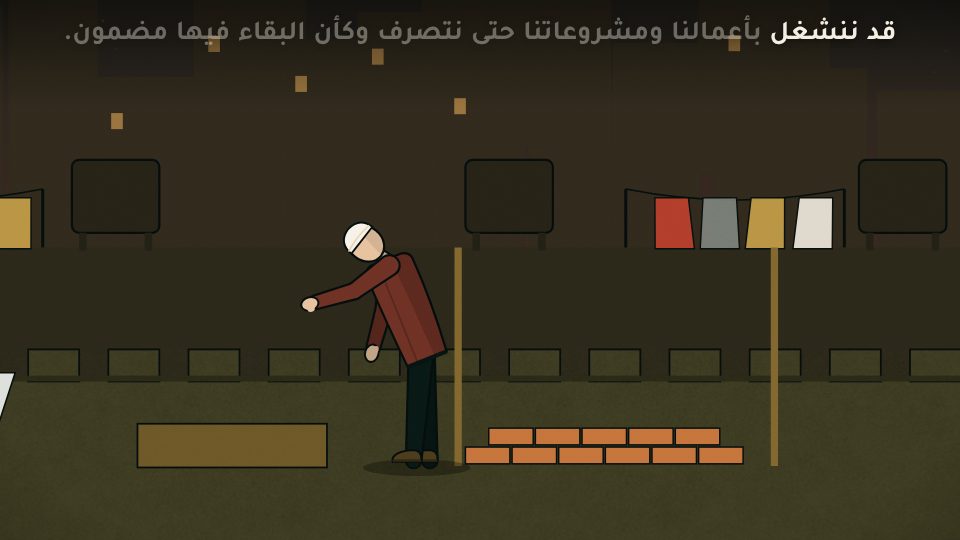 قد ننشغل بأعمالنا ومشروعاتنا حتى نتصرف وكأن البقاء فيها مضمون.